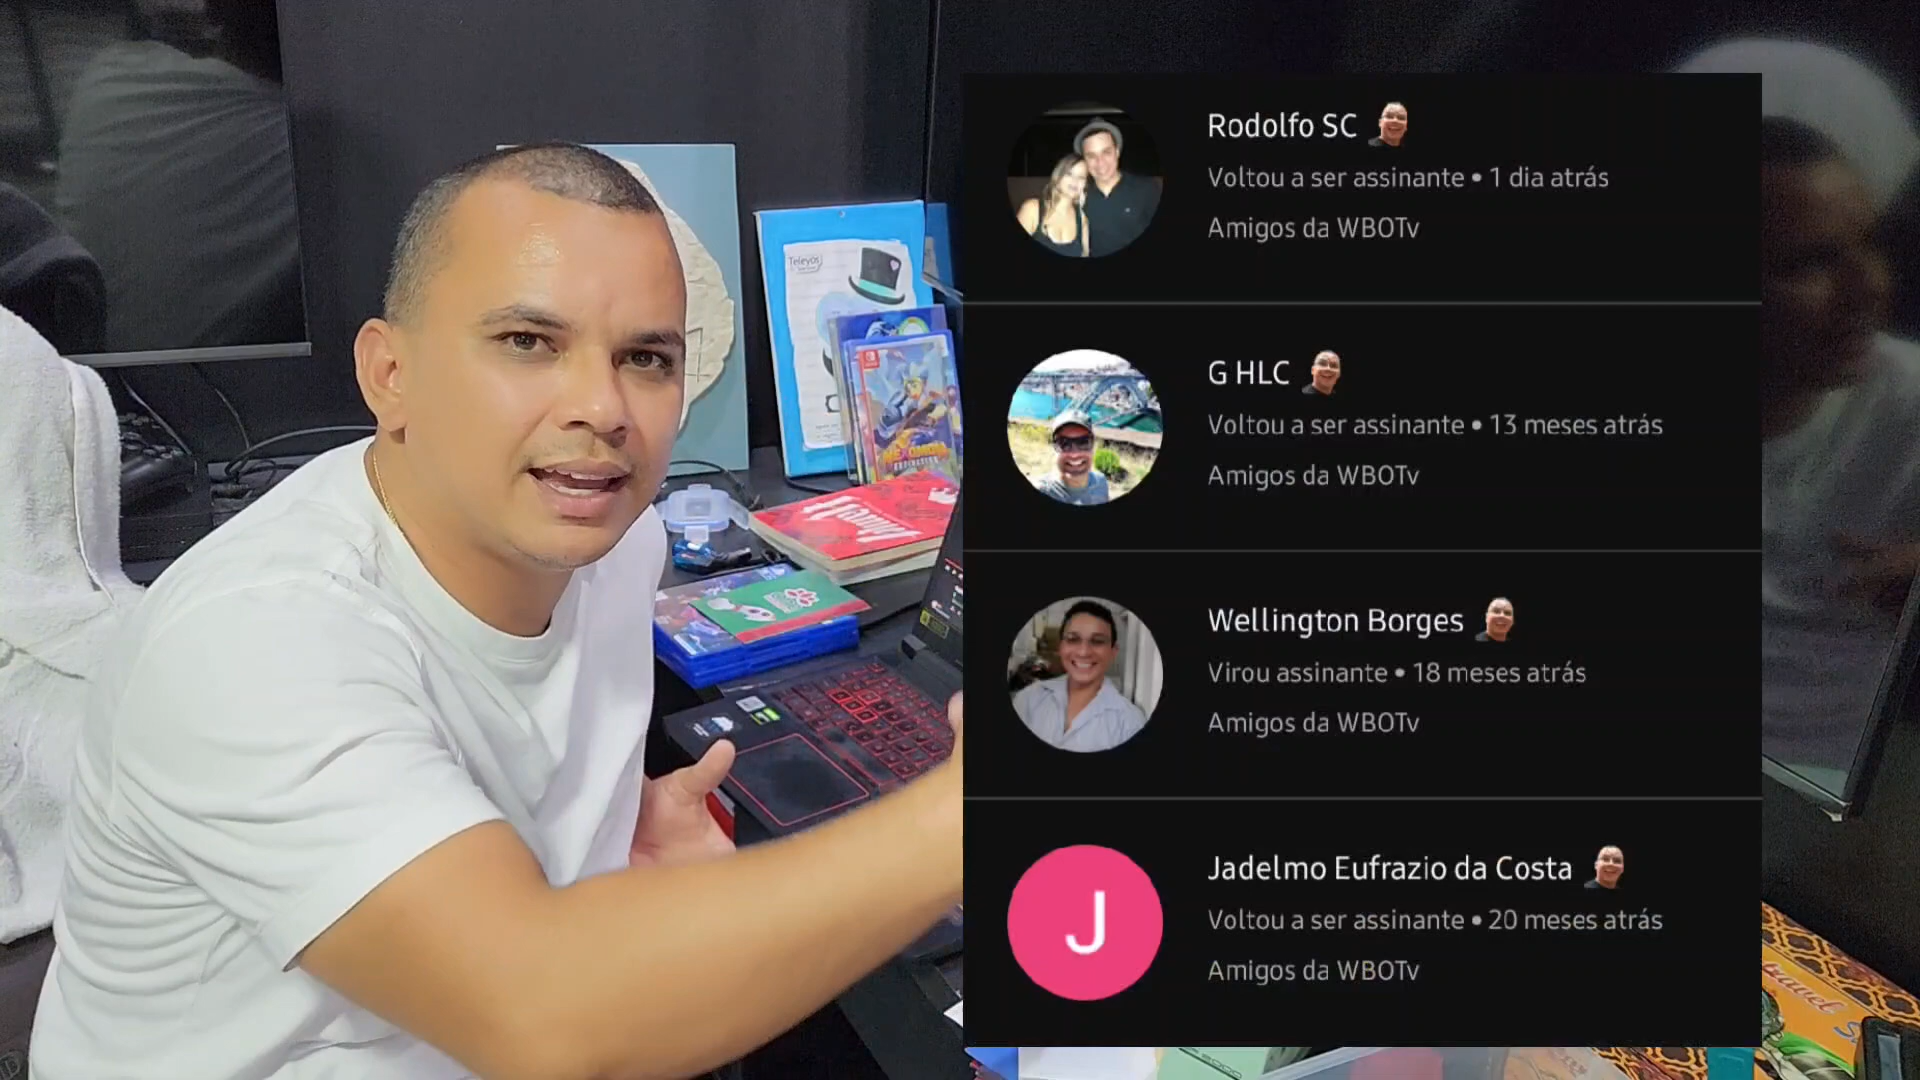 Rodolfo SC
Voltou a ser assinante • 1 dia atrás
Amigos da WBOTv
G HLC
Voltou a ser assinante • 13 meses atrás
Amigos da WBOTv
Wellington Borges
Virou assinante • 18 meses atrás
Amigos da WBOTv
J
Jadelmo Eufrazio da Costa
Voltou a ser assinante • 20 meses atrás
Amigos da WBOTv